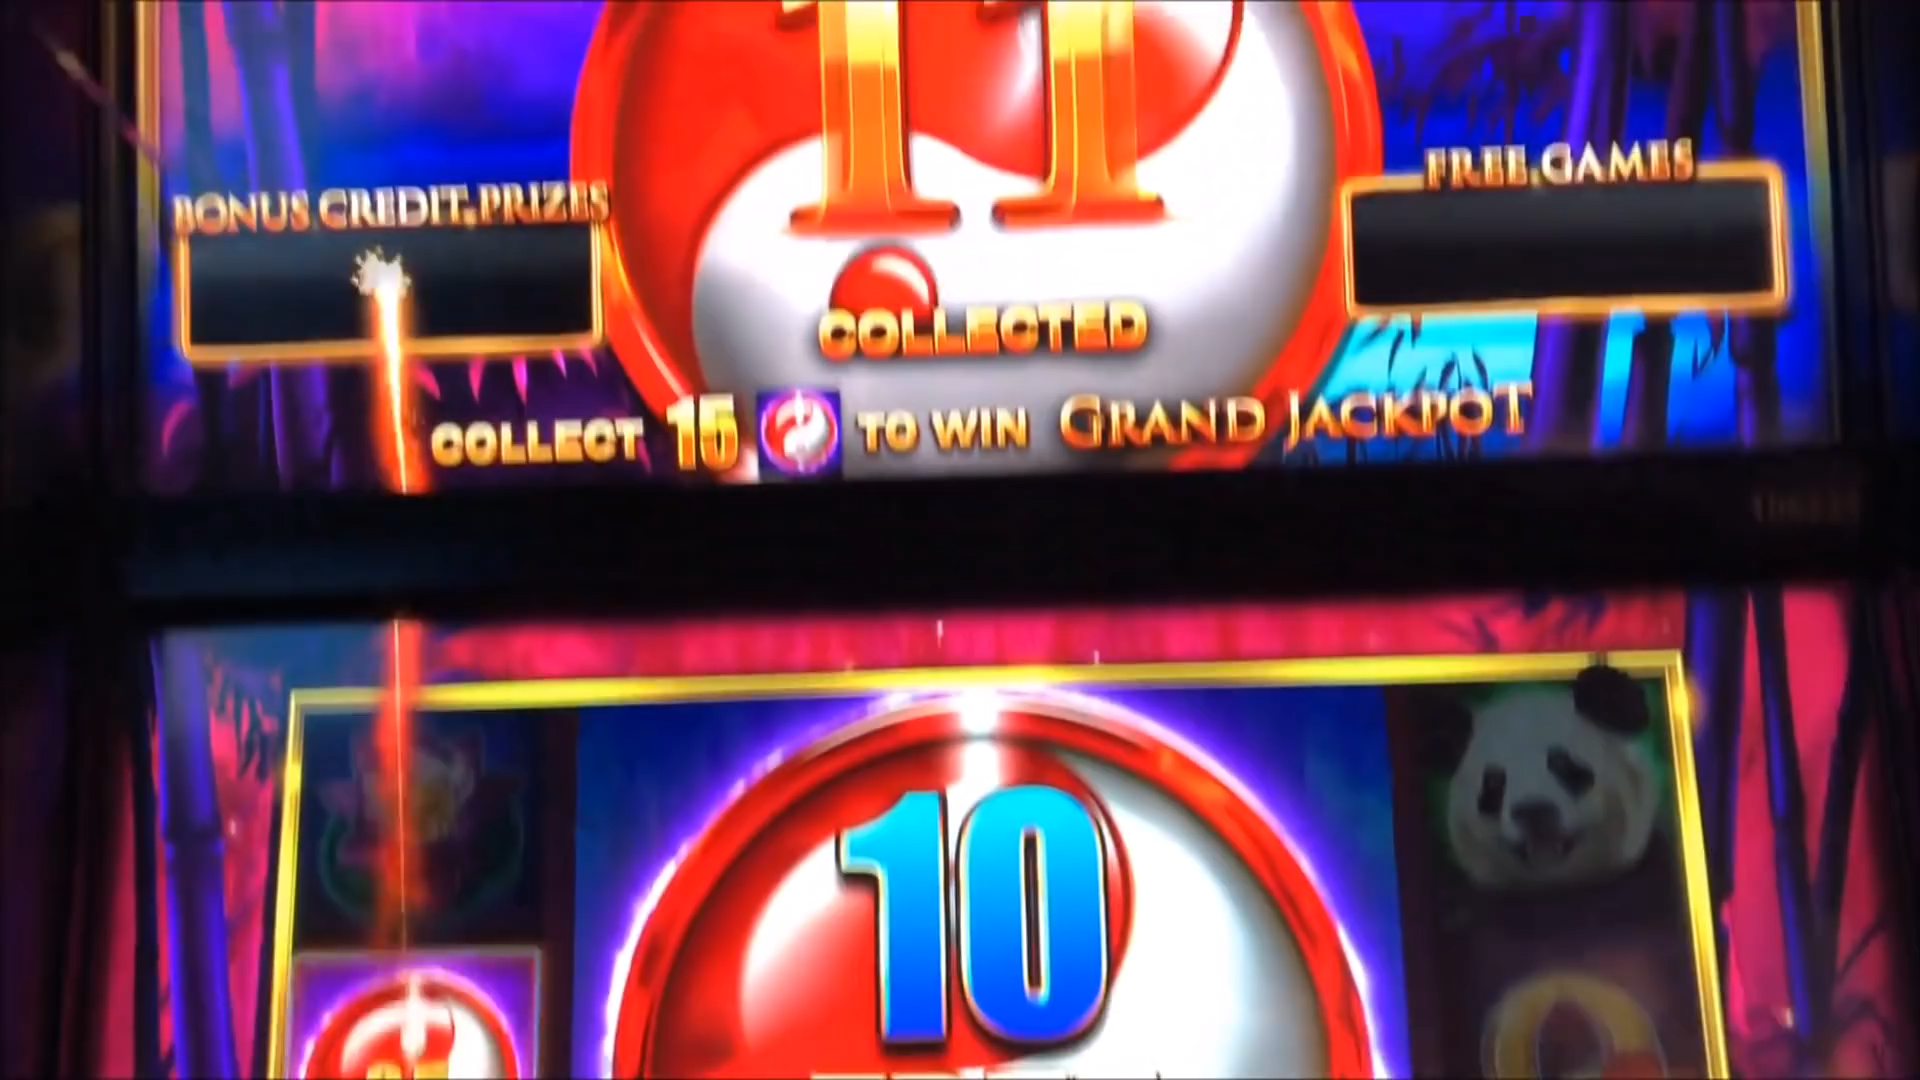 11
FREE GAMES
BONUS CREDIT PRIZES
COLLECTED
COLLECT 15 TO WIN GRAND JACKPOT
10